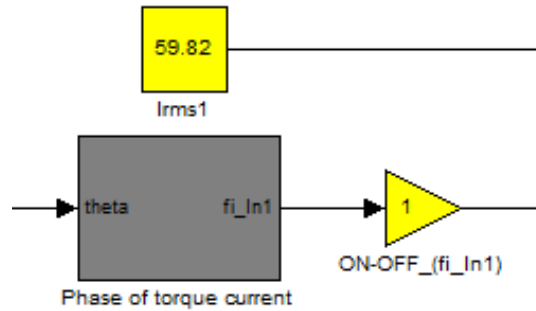 59.82
Irms1
theta
fi_In1
1
ON-OFF_(fi_In1)
Phase of torque current